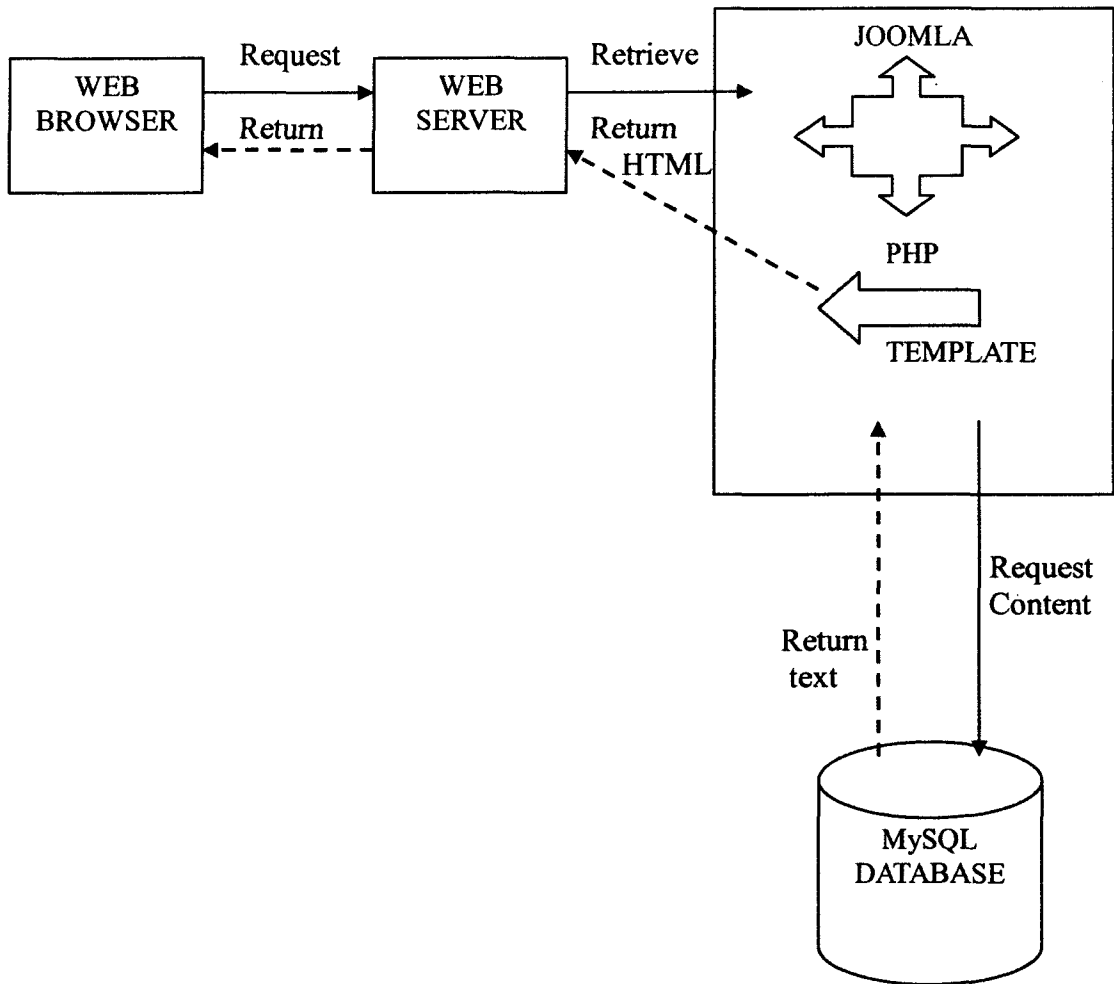 JOOMLA
Request
Retrieve
WEB
BROWSER
WEB
SERVER
Return
Return
HTML
PHP
TEMPLATE
Request
Content
Return
text
MySQL
DATABASE